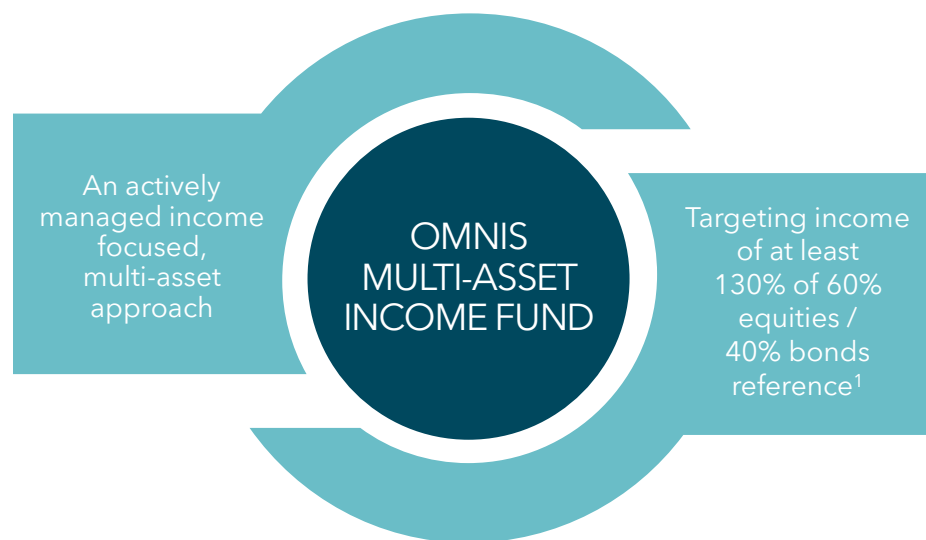 An actively
managed income
focused,
multi-asset
approach
OMNIS
MULTI-ASSET
INCOME FUND
Targeting income
of at least
130% of 60%
equities /
40% bonds
reference¹